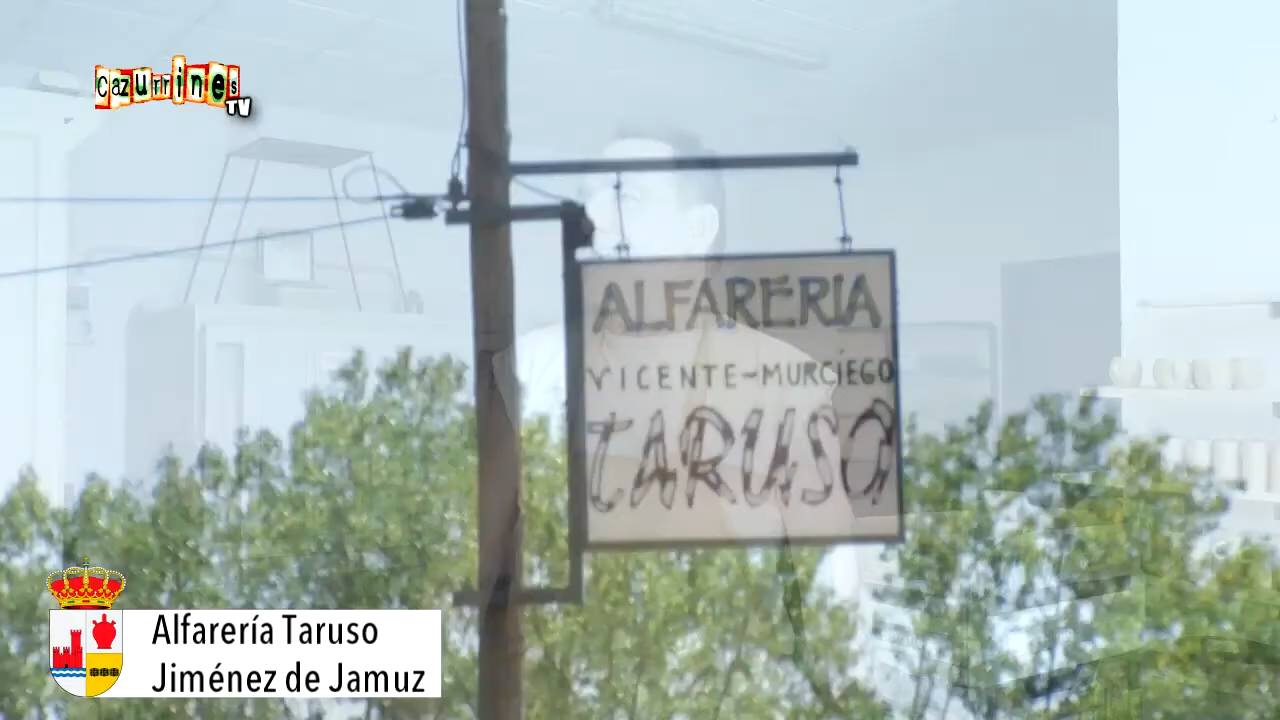 Cazurrines
TV
ALFARERIA
VICENTE-MURCIEGO
TARUSO
Alfarería Taruso
Jiménez de Jamuz